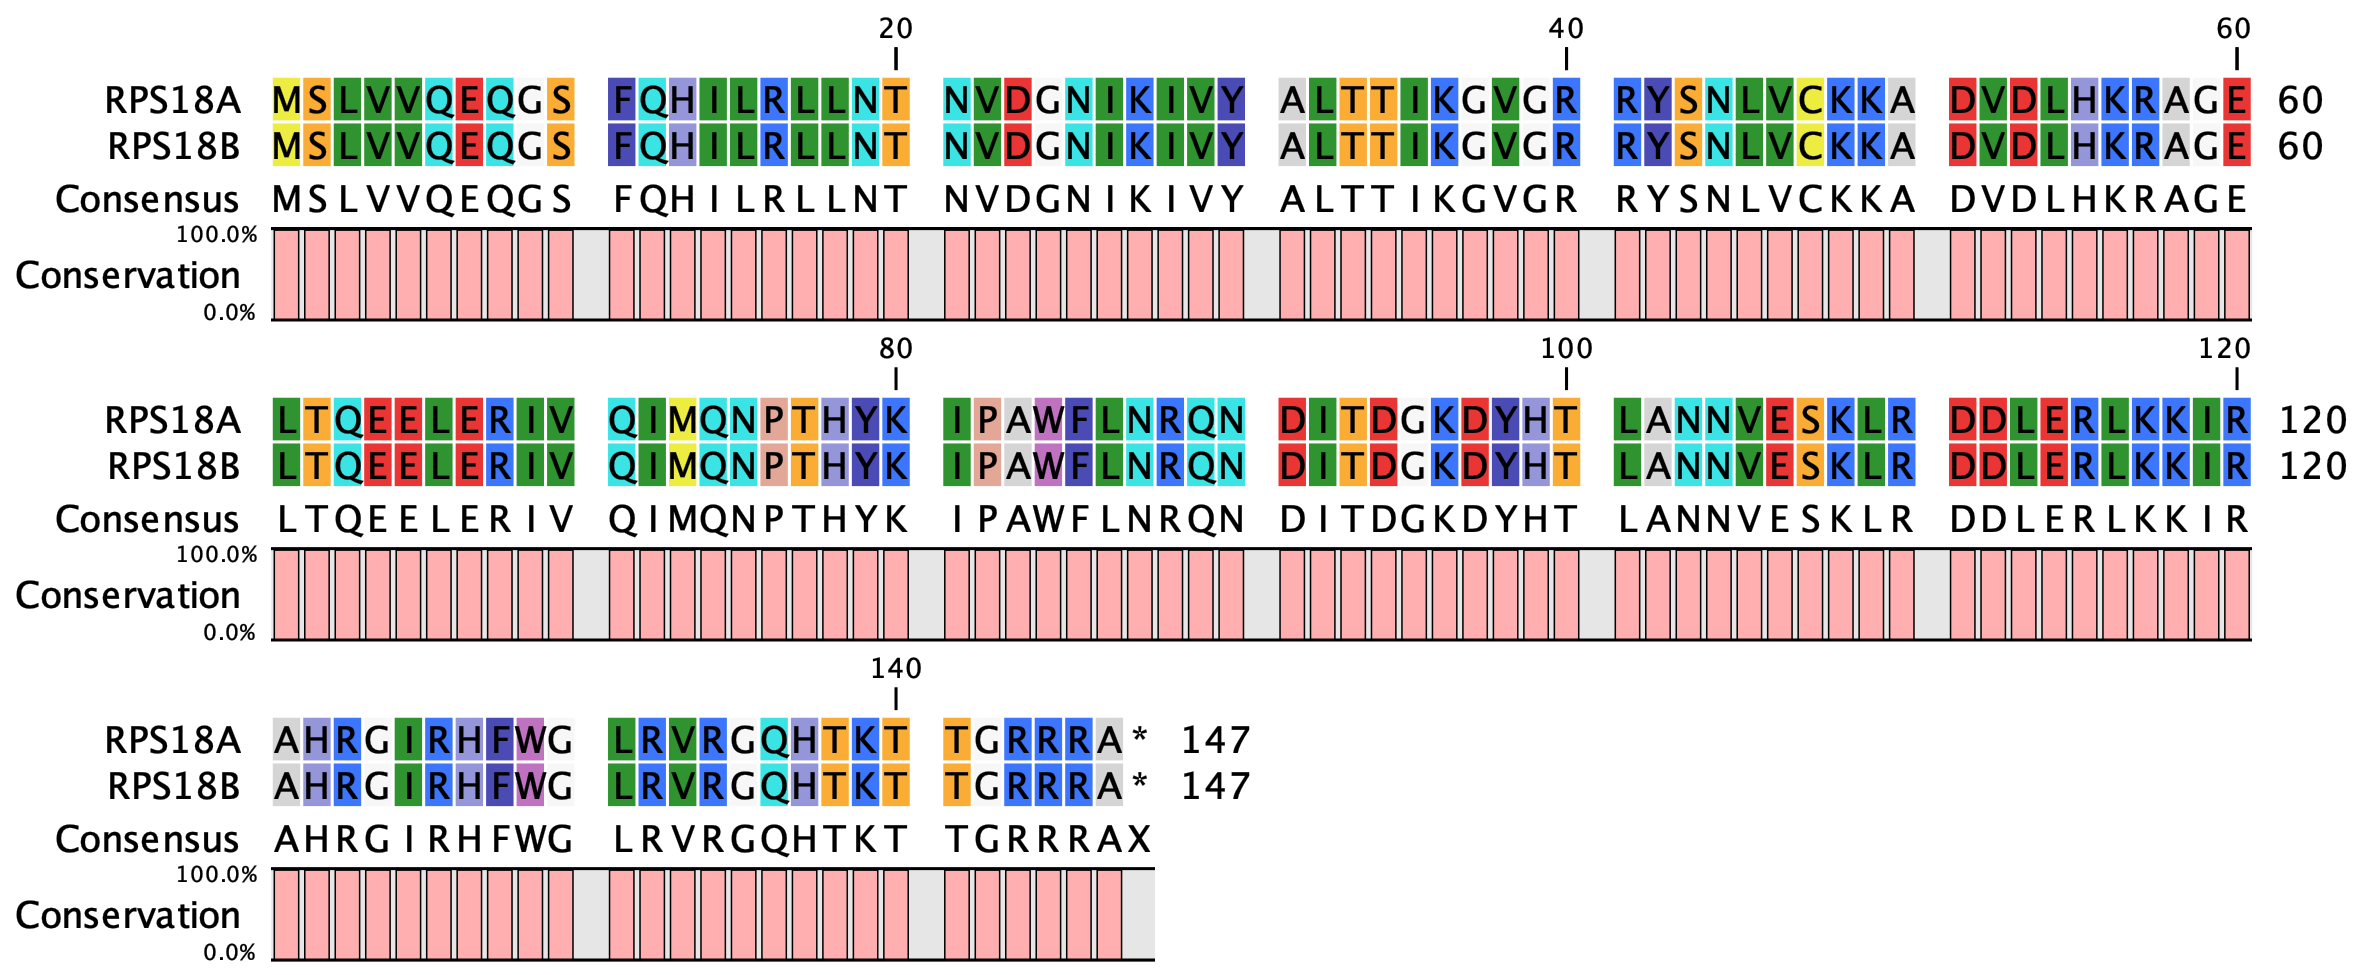 20 40 60
RPS18A MSLVVQEQGS FQHILRLLNT NVDGNIKIVY ALTTIKGVGR RYSNLVCKKA DVDLHKRAGE 60
RPS18B MSLVVQEQGS FQHILRLLNT NVDGNIKIVY ALTTIKGVGR RYSNLVCKKA DVDLHKRAGE 60
Consensus MSLVVQEQGS FQHILRLLNT NVDGNIKIVY ALTTIKGVGR RYSNLVCKKA DVDLHKRAGE
100.0%
Conservation
0.0%
80 100 120
RPS18A LTQEELERIV QIMQNPTHYK IPAWFLNRQN DITDGKDYHT LANNVESKLR DDLERLKKIR 120
RPS18B LTQEELERIV QIMQNPTHYK IPAWFLNRQN DITDGKDYHT LANNVESKLR DDLERLKKIR 120
Consensus LTQEELERIV QIMQNPTHYK IPAWFLNRQN DITDGKDYHT LANNVESKLR DDLERLKKIR
100.0%
Conservation
0.0%
140
RPS18A AHRGIRHFWG LRVRGQHTKT TGRRRA* 147
RPS18B AHRGIRHFWG LRVRGQHTKT TGRRRA* 147
Consensus AHRGIRHFWG LRVRGQHTKT TGRRRAX
100.0%
Conservation
0.0%